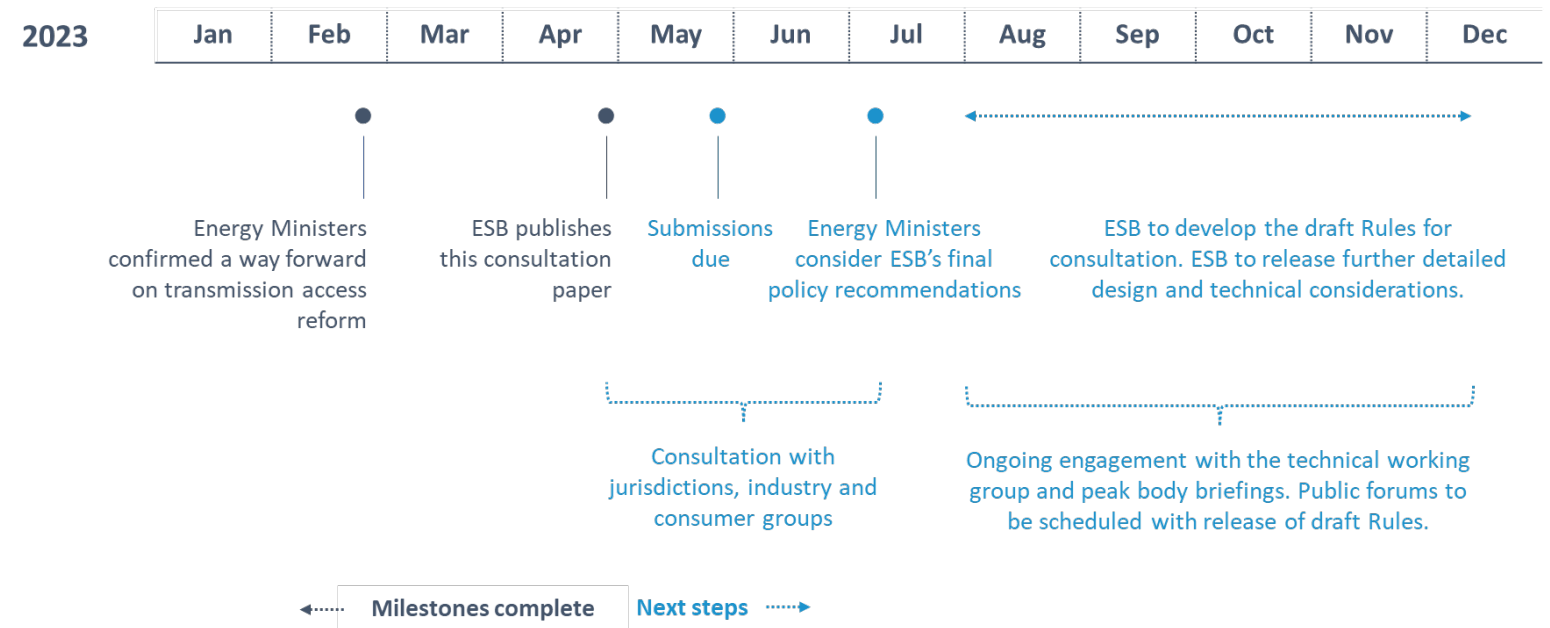 2023 Jan Feb Mar Apr May Jun Jul Aug Sep Oct Nov Dec
Energy Ministers
confirmed a way forward
on transmission access
reform
ESB publishes
this consultation
paper
Submissions
due
Energy Ministers
consider ESB’s final
policy recommendations
ESB to develop the draft Rules for
consultation. ESB to release further detailed
design and technical considerations.
Consultation with
jurisdictions, industry and
consumer groups
Ongoing engagement with the technical working
group and peak body briefings. Public forums to
be scheduled with release of draft Rules.
Milestones complete Next steps